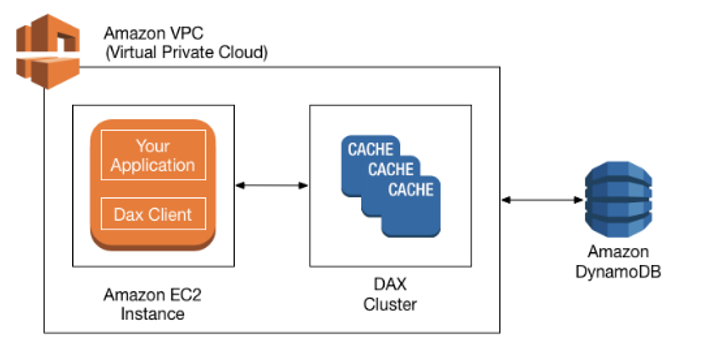 Amazon VPC
(Virtual Private Cloud)
Your
Application
Dax Client
CACHE
CACHE
CACHE
Amazon EC2
Instance
DAX
Cluster
Amazon
DynamoDB